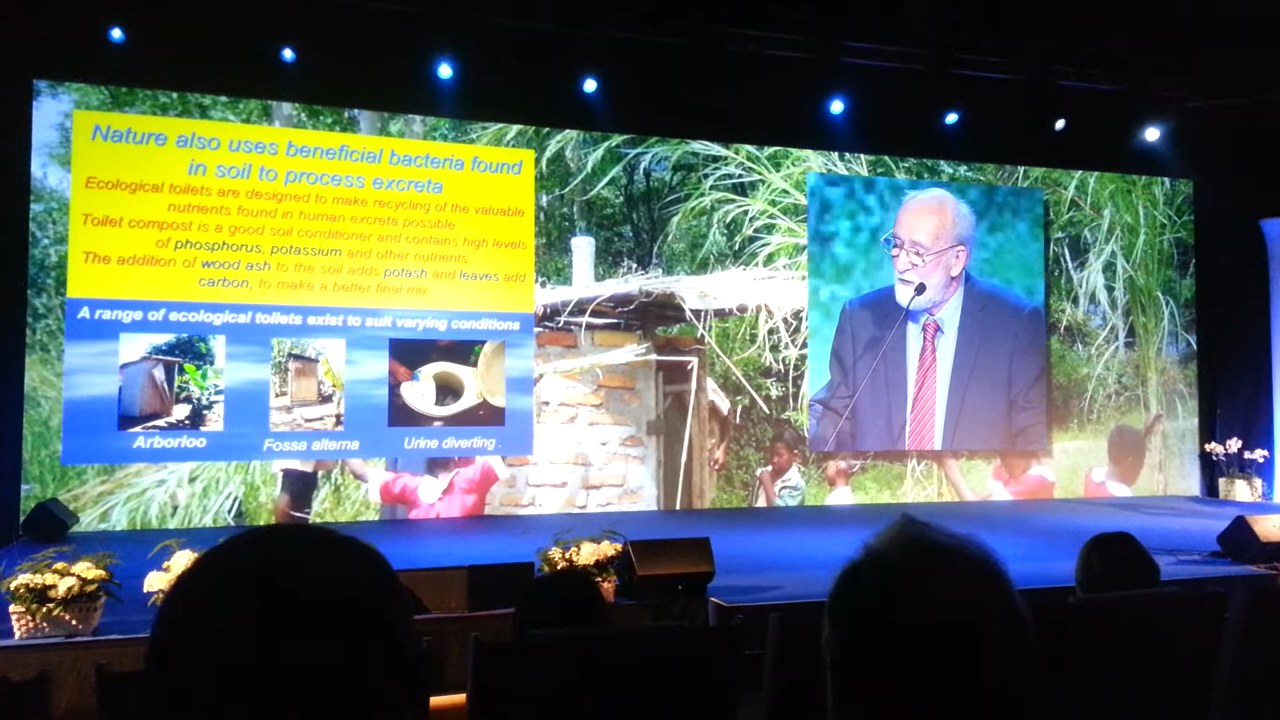 Nature also uses beneficial bacteria found
in soil to process excreta
Ecological toilets are designed to make recycling of the valuable
nutrients found in human excreta possible.
Toilet compost is a good soil conditioner and contains high levels
of phosphorus, potassium and other nutrients
The addition of wood ash to the soil adds potash and leaves add
carbon, to make a better final mix.
A range of ecological toilets exist to suit varying conditions
Arborloo
Fossa alterna
Urine diverting .